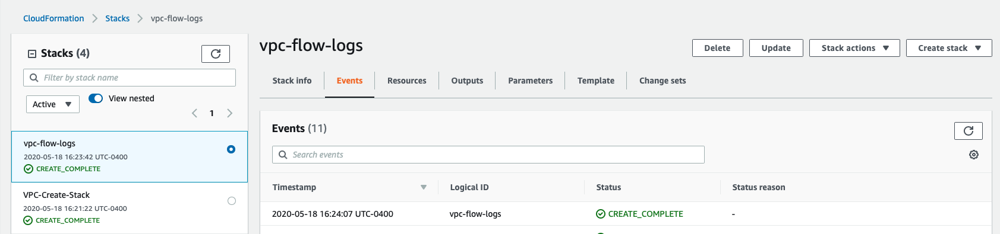 CloudFormation > Stacks > vpc-flow-logs
Stacks (4)
Filter by stack name
Active
View nested
1
vpc-flow-logs
2020-05-18 16:23:42 UTC-0400
CREATE_COMPLETE
VPC-Create-Stack
2020-05-18 16:21:22 UTC-0400
CREATE_COMPLETE
vpc-flow-logs
Delete Update Stack actions Create stack
Stack info Events Resources Outputs Parameters Template Change sets
Events (11)
Search events
Timestamp Logical ID Status Status reason
2020-05-18 16:24:07 UTC-0400 vpc-flow-logs CREATE_COMPLETE -